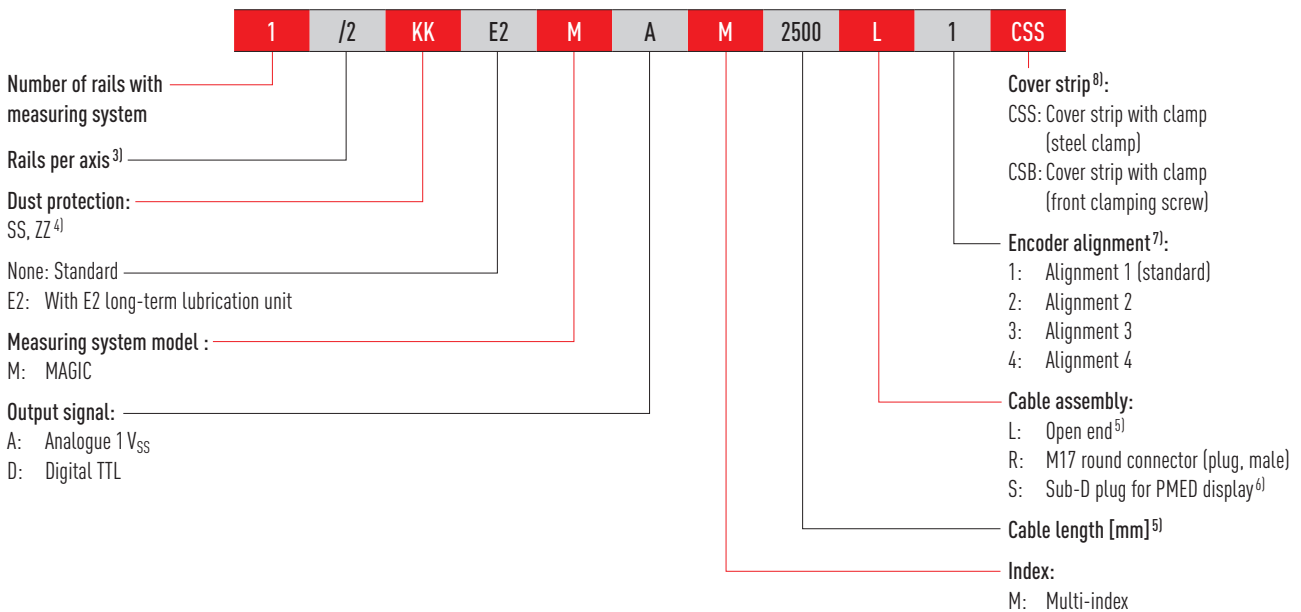 1 /2 KK E2 M A M 2500 L 1 CSS
Number of rails with
measuring system
Rails per axis 3)
Dust protection:
SS, ZZ 4)
None: Standard
E2: With E2 long-term lubrication unit
Measuring system model :
M: MAGIC
Output signal:
A: Analogue 1 VSS
D: Digital TTL
Cover strip 8):
CSS: Cover strip with clamp
(steel clamp)
CSB: Cover strip with clamp
(front clamping screw)
Encoder alignment 7):
1: Alignment 1 (standard)
2: Alignment 2
3: Alignment 3
4: Alignment 4
Cable assembly:
L: Open end 5)
R: M17 round connector (plug, male)
S: Sub-D plug for PMED display 6)
Cable length [mm] 5)
Index:
M: Multi-index